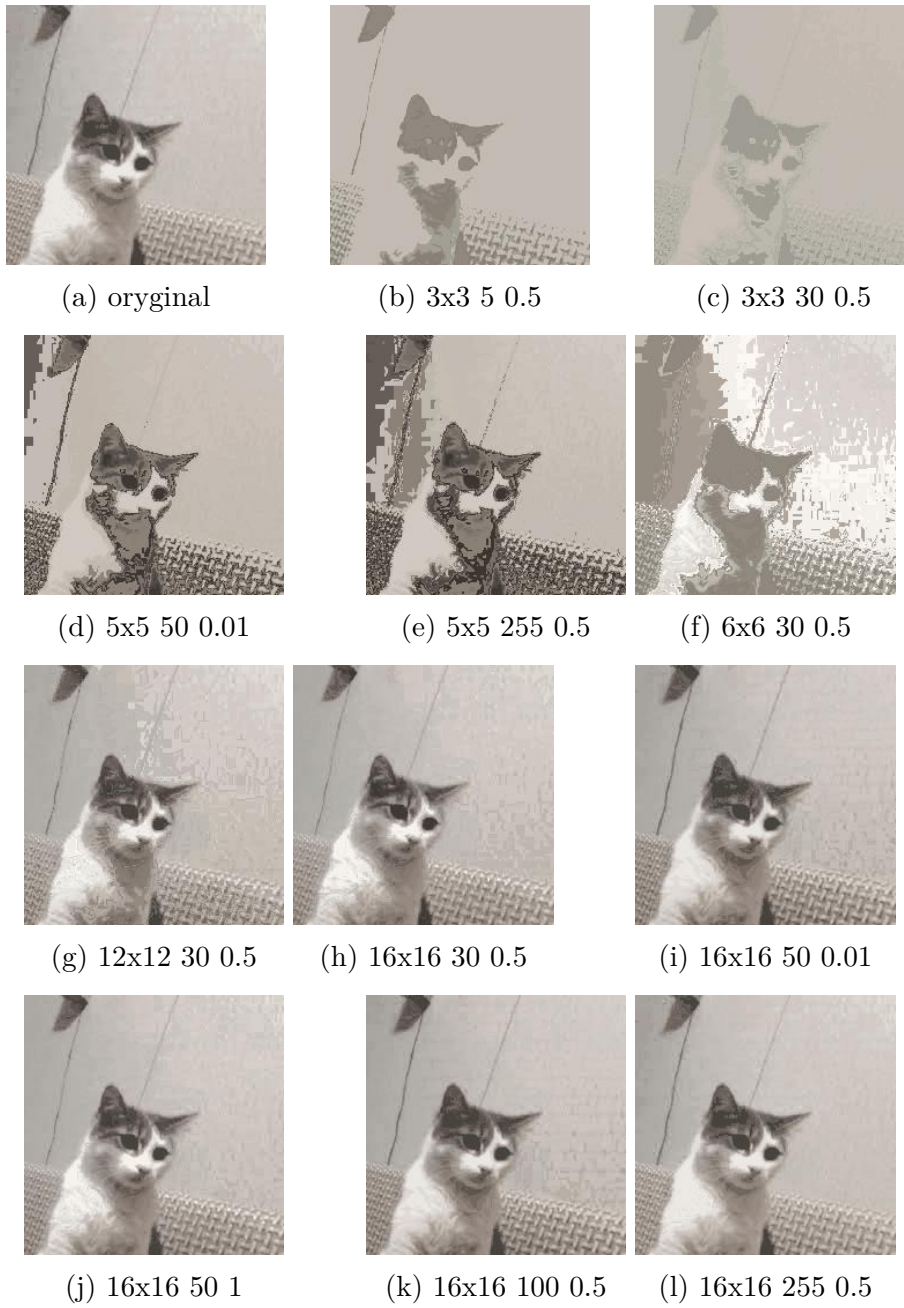 (a) oryginal
(b) 3x3 5 0.5
(c) 3x3 30 0.5
(d) 5x5 50 0.01
(e) 5x5 255 0.5
(f) 6x6 30 0.5
(g) 12x12 30 0.5
(h) 16x16 30 0.5
(i) 16x16 50 0.01
(j) 16x16 50 1
(k) 16x16 100 0.5
(l) 16x16 255 0.5